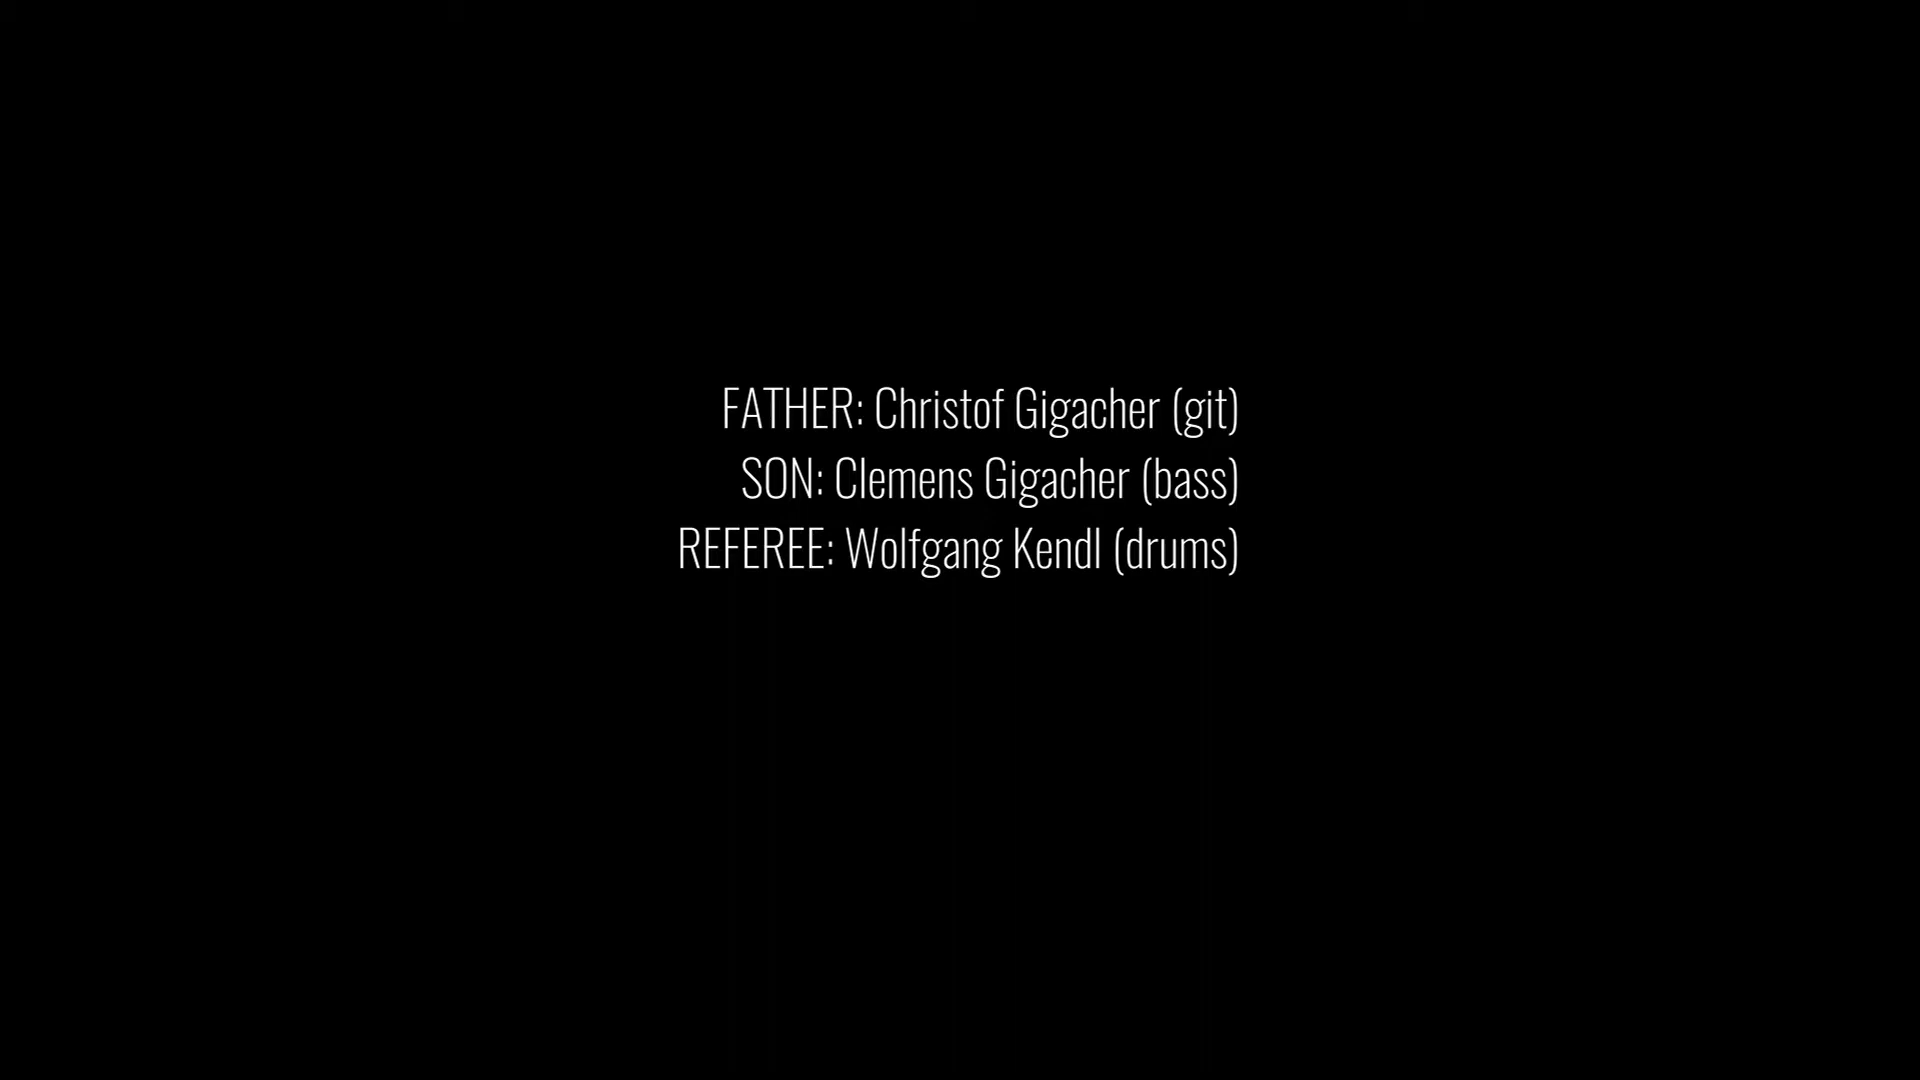 FATHER: Christof Gigacher (git)
SON: Clemens Gigacher (bass)
REFEREE: Wolfgang Kendl (drums)